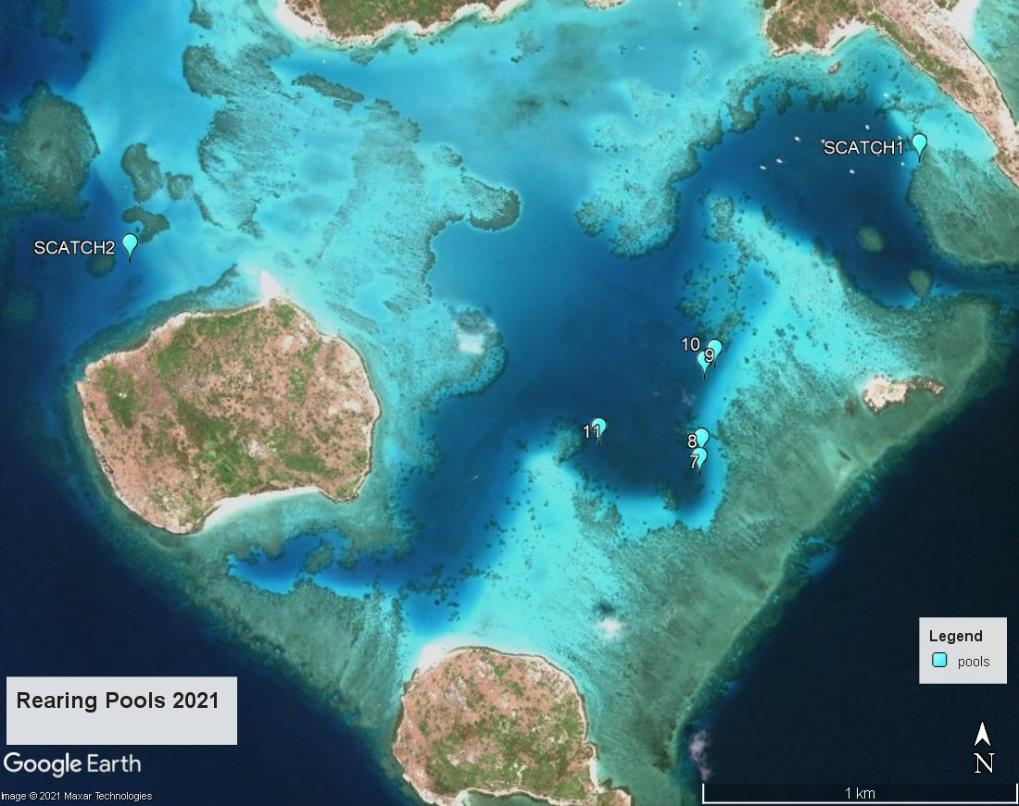 SCATCH1
SCATCH2
10
9
11
8
7
Legend
pools
Rearing Pools 2021
Google Earth
Image © 2021 Maxar Technologies
N
1 km